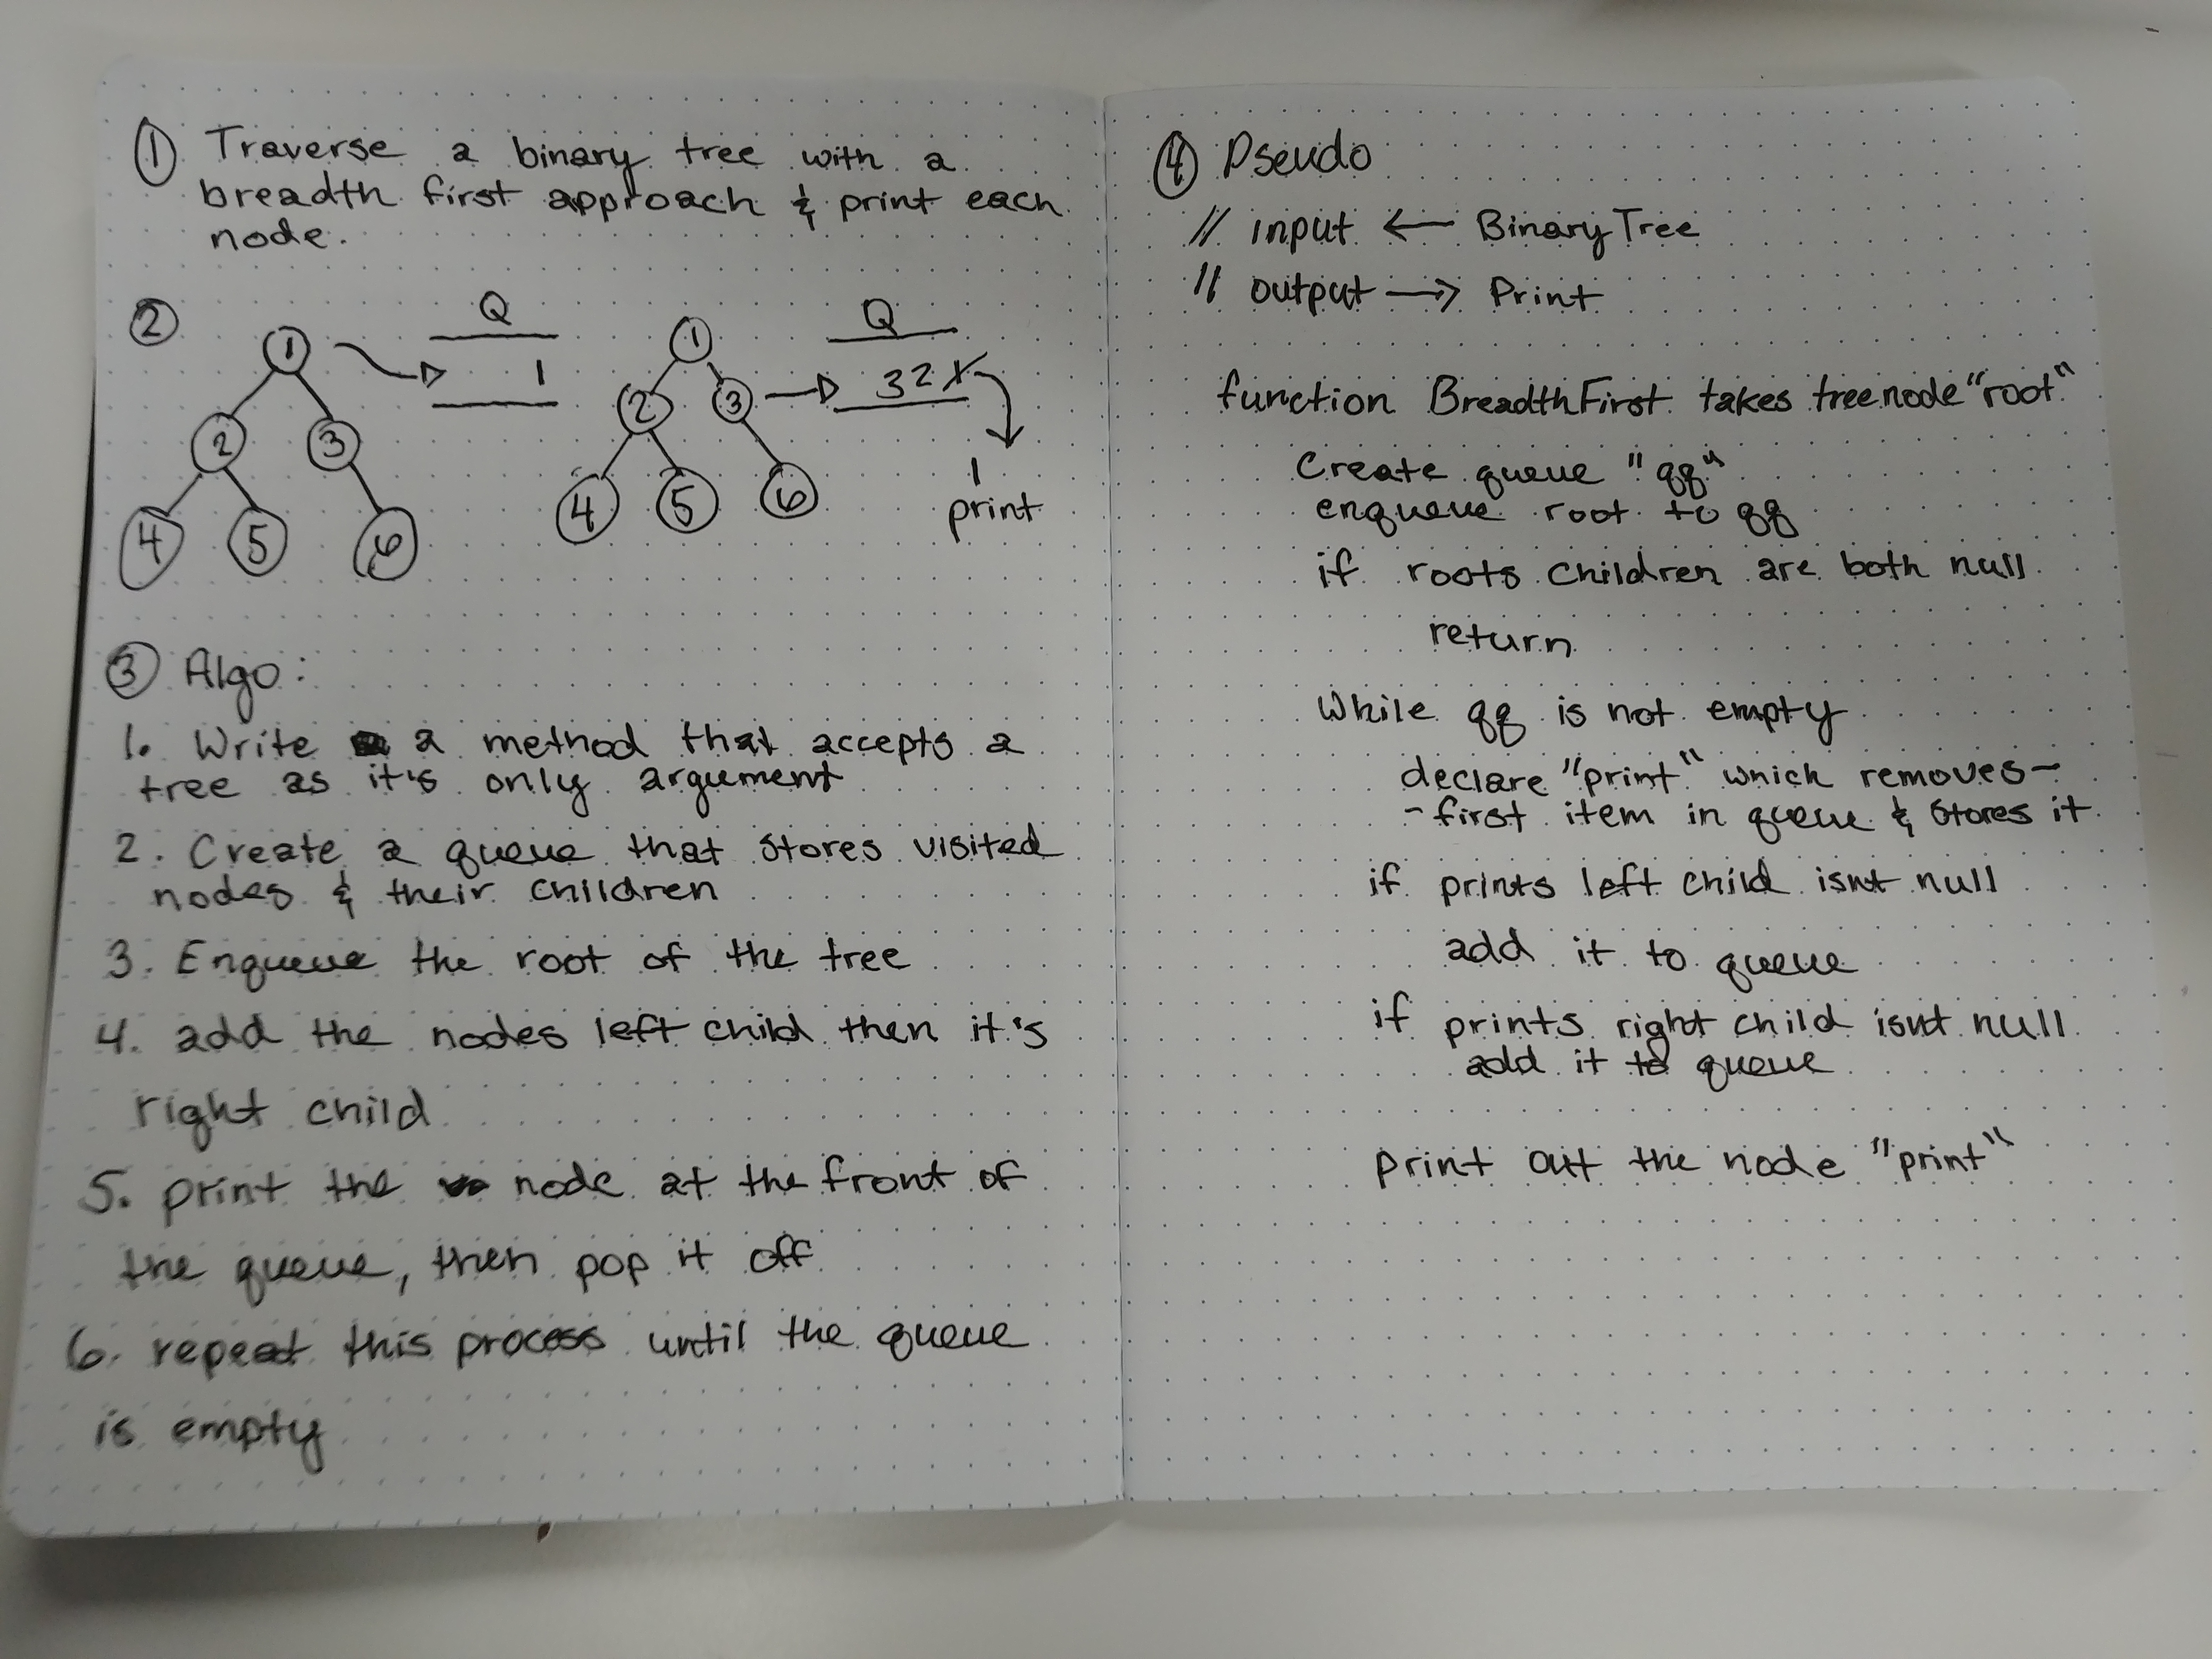 ① Traverse a binary tree with a
breadth first approach & print each
node.
②
1
2 3
4 5 6
Q
1
1
2 3
4 5 6
Q
3 2 1
1
print
③ Algo:
1. Write a method that accepts a
tree as it's only argument
2. Create a queue that stores visited
nodes & their children
3. Enqueue the root of the tree
4. add the nodes left child then it's
right child
5. print the node at the front of
the queue, then pop it off
6. repeat this process until the queue
is empty
④ Pseudo
// input ← BinaryTree
// output → Print
function BreadthFirst takes treenode "root"
Create queue "qq"
enqueue root to qq
if roots children are both null
return
While qq is not empty
declare "print" which removes-
-first item in queue & stores it
if prints left child isnt null
add it to queue
if prints right child isnt null
add it to queue
print out the node "print"